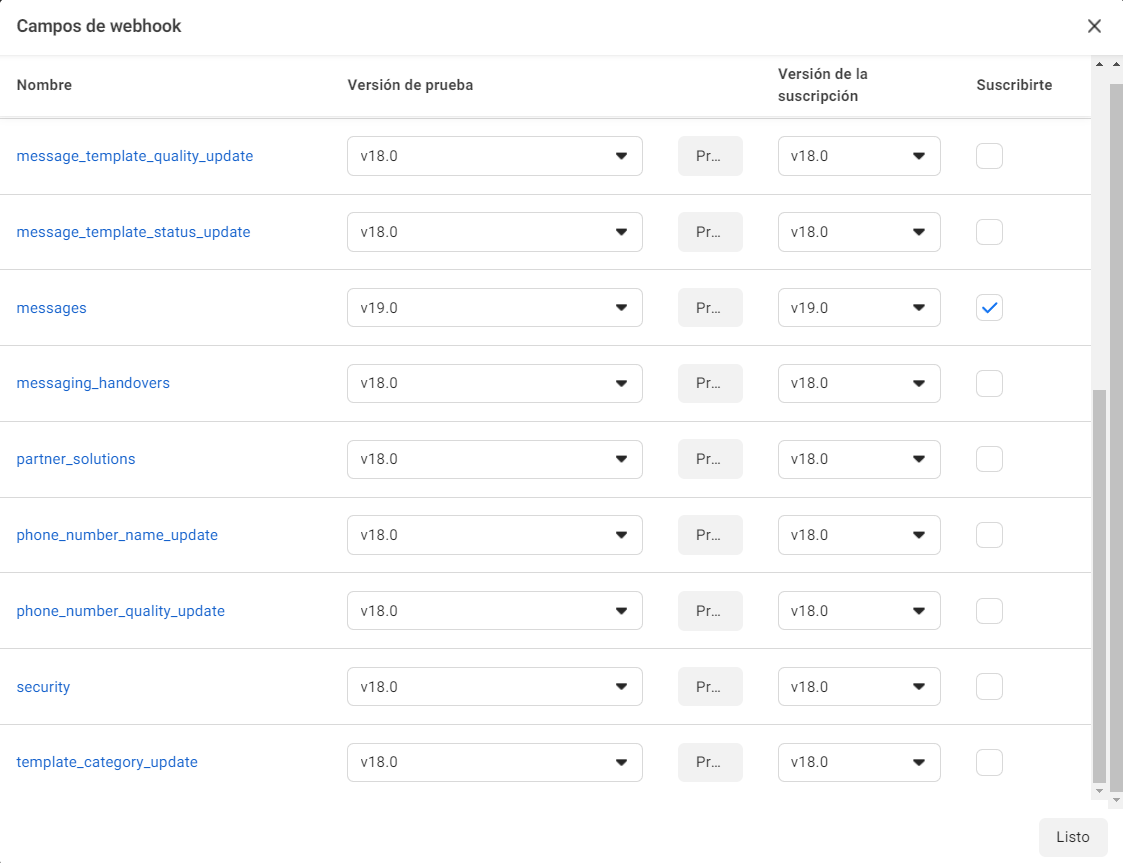 Campos de webhook
Nombre
Versión de prueba
Versión de la
suscripción
Suscribirte
message_template_quality_update v18.0 Pr... v18.0
message_template_status_update v18.0 Pr... v18.0
messages v19.0 Pr... v19.0
messaging_handovers v18.0 Pr... v18.0
partner_solutions v18.0 Pr... v18.0
phone_number_name_update v18.0 Pr... v18.0
phone_number_quality_update v18.0 Pr... v18.0
security v18.0 Pr... v18.0
template_category_update v18.0 Pr... v18.0
Listo